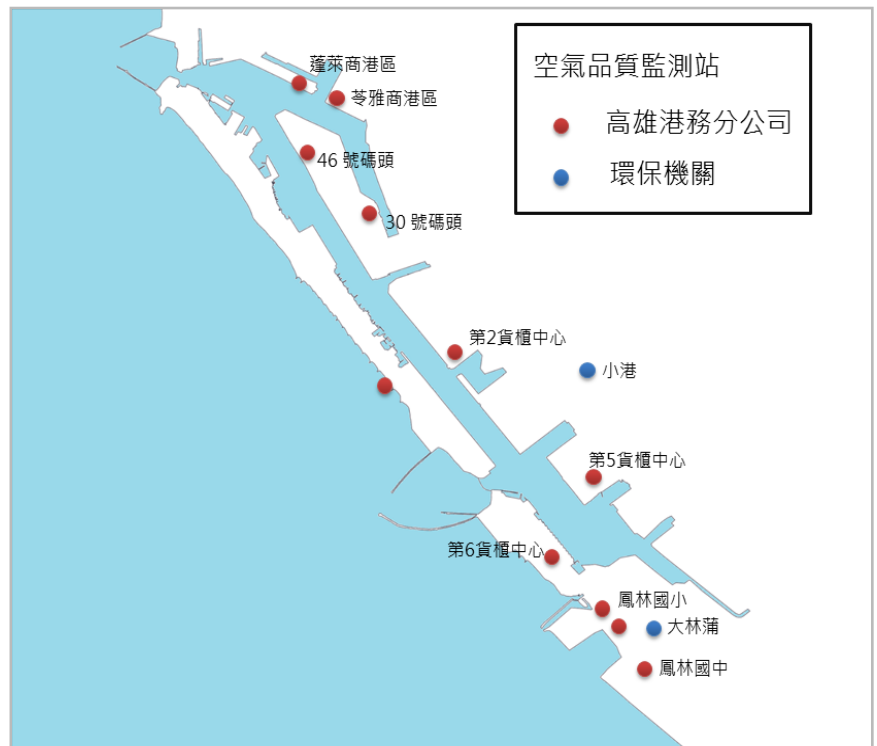 蓬萊商港區
苓雅商港區
46 號碼頭
30 號碼頭
空氣品質監測站
高雄港務分公司
環保機關
第2貨櫃中心
小港
第5貨櫃中心
第6貨櫃中心
鳳林國小
大林蒲
鳳林國中